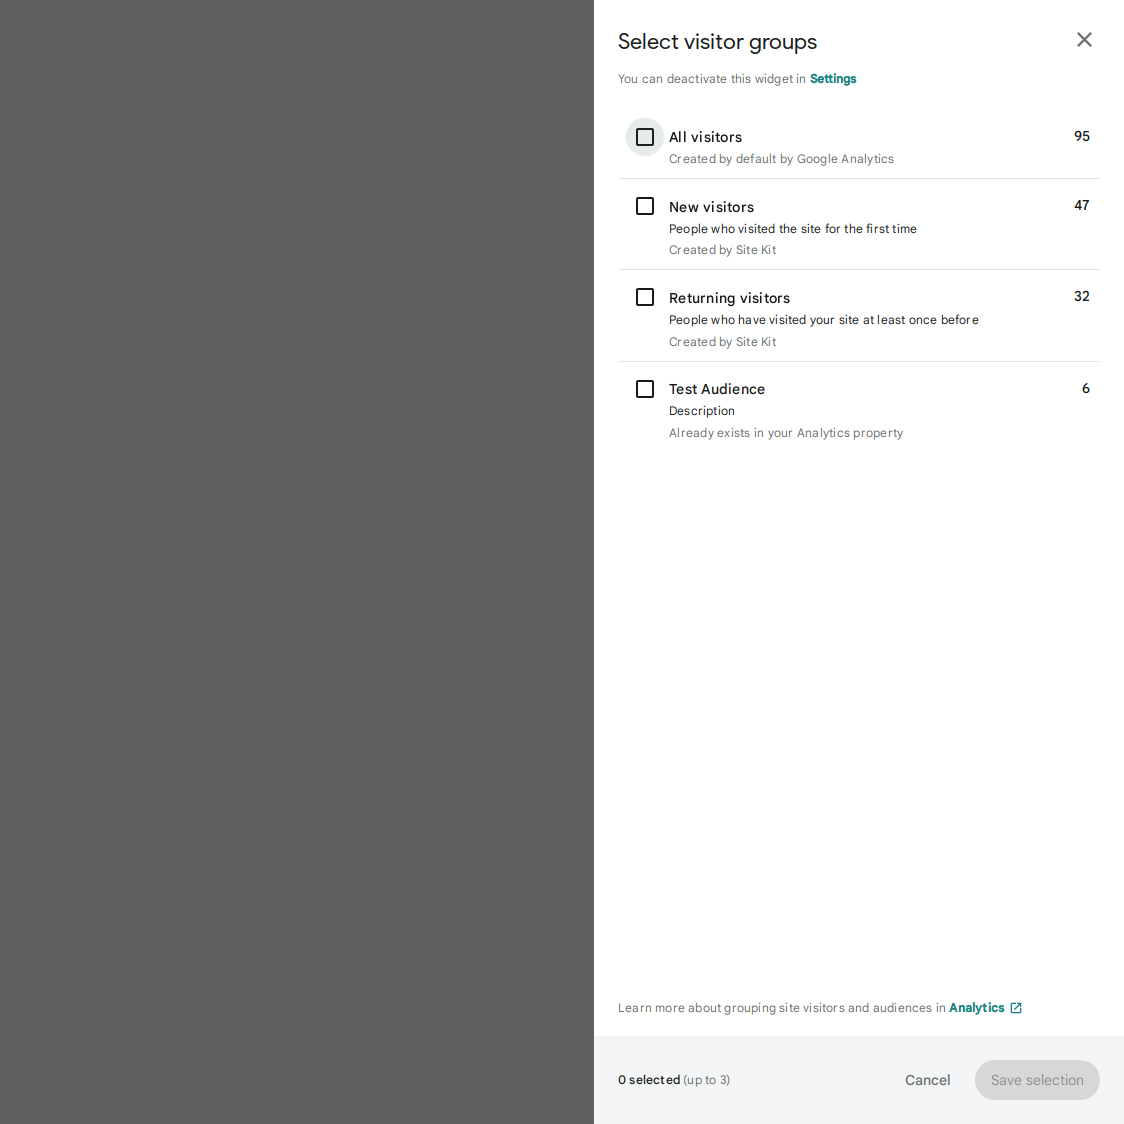 Select visitor groups
You can deactivate this widget in Settings
All visitors 95
Created by default by Google Analytics
New visitors 47
People who visited the site for the first time
Created by Site Kit
Returning visitors 32
People who have visited your site at least once before
Created by Site Kit
Test Audience 6
Description
Already exists in your Analytics property
Learn more about grouping site visitors and audiences in Analytics
0 selected (up to 3) Cancel Save selection